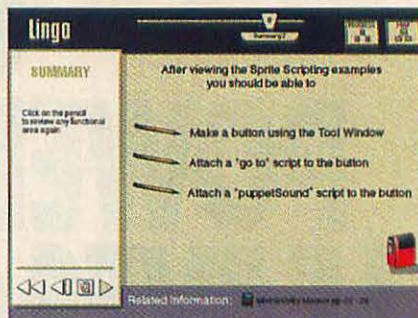 Lingo
Summary
SUMMARY
Click on the pencil
to review any functional
area again
After viewing the Sprite Scripting examples
you should be able to
Make a button using the Tool Window
Attach a "go to" script to the button
Attach a "puppetSound" script to the button
Related Information: